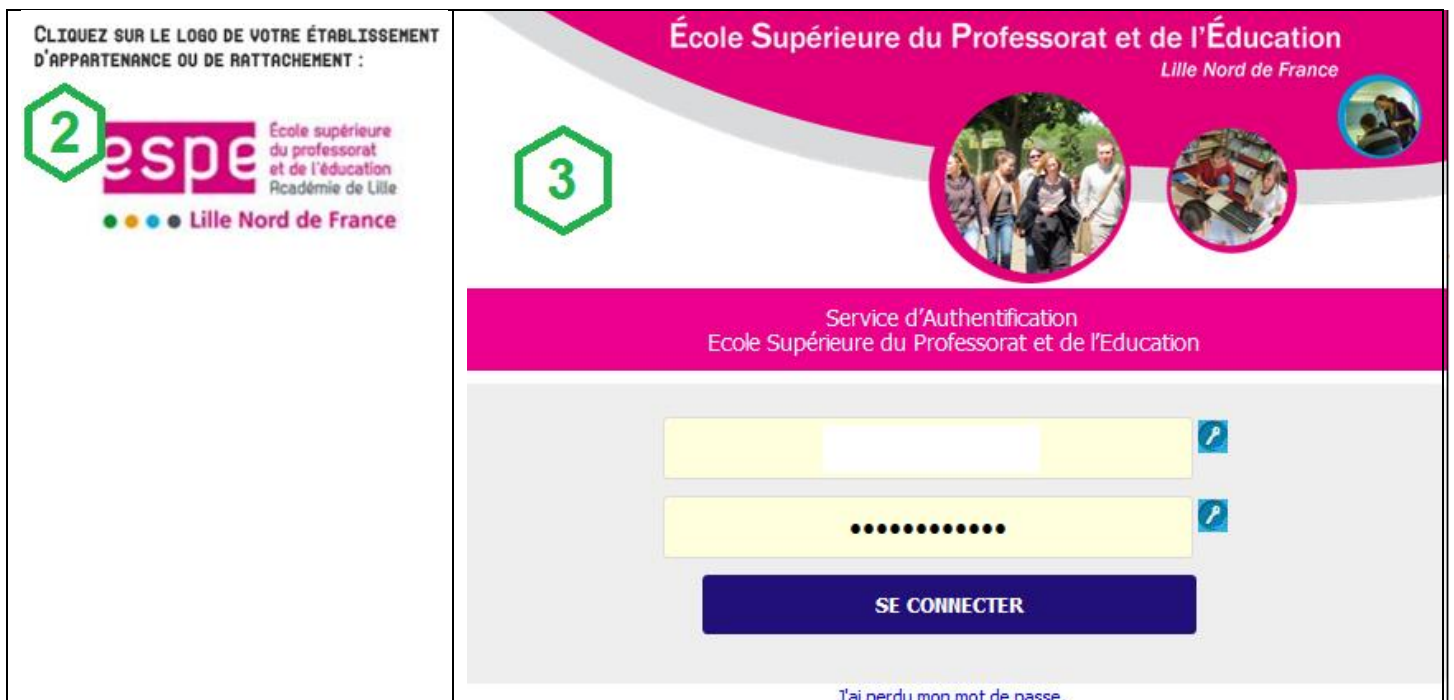 CLIQUEZ SUR LE LOGO DE VOTRE ÉTABLISSEMENT
D'APPARTENANCE OU DE RATTACHEMENT :
2
espe
École supérieure
du professorat
et de l'éducation
Académie de Lille
Lille Nord de France
École Supérieure du Professorat et de l'Éducation
Lille Nord de France
3
Service d'Authentification
Ecole Supérieure du Professorat et de l'Education
••••••••••••
SE CONNECTER
J'ai perdu mon mot de passe